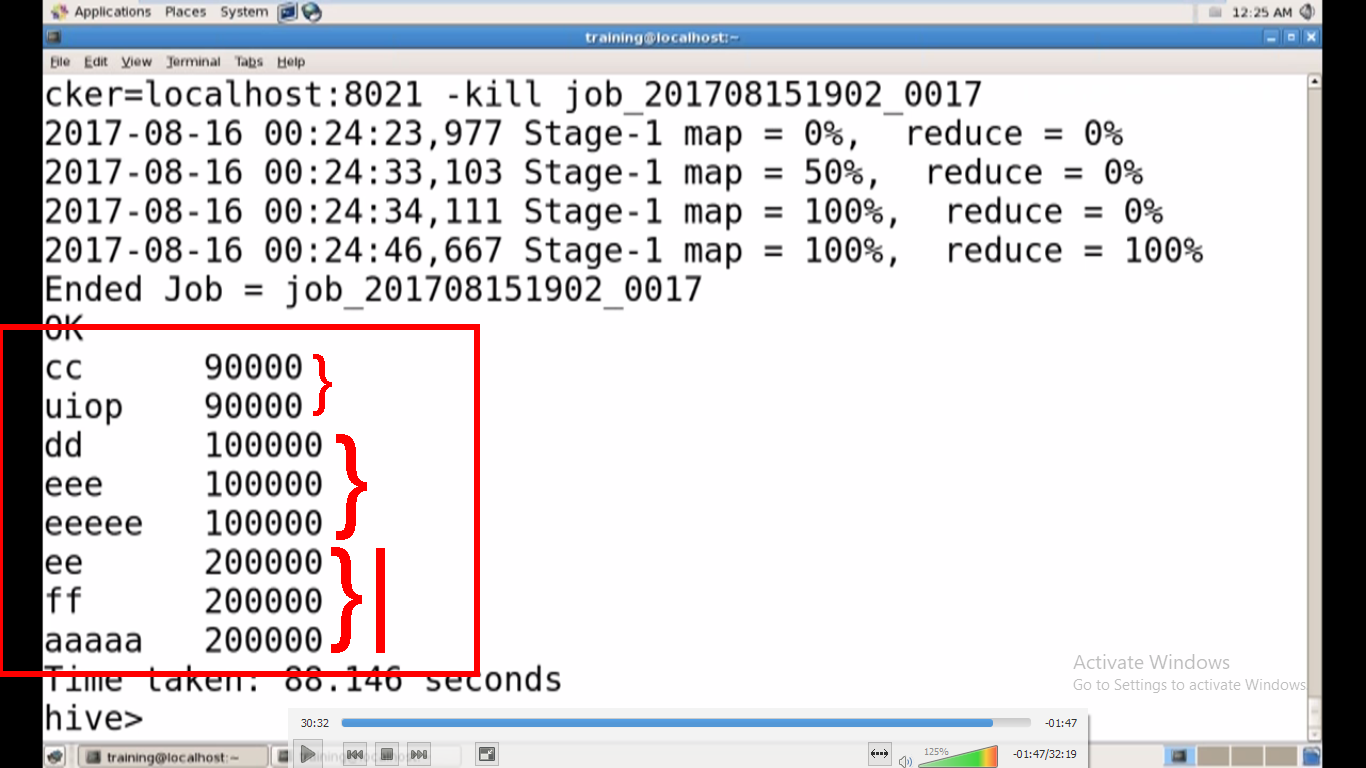 Applications Places System 12:25 AM
training@localhost:~
File Edit View Terminal Tabs Help
cker=localhost:8021 -kill job_201708151902_0017
2017-08-16 00:24:23,977 Stage-1 map = 0%,  reduce = 0%
2017-08-16 00:24:33,103 Stage-1 map = 50%,  reduce = 0%
2017-08-16 00:24:34,111 Stage-1 map = 100%,  reduce = 0%
2017-08-16 00:24:46,667 Stage-1 map = 100%,  reduce = 100%
Ended Job = job_201708151902_0017
OK
cc 90000 }
uiop 90000
dd 100000
eee 100000 }
eeeee 100000
ee 200000
ff 200000 }|
aaaaa 200000
Time taken: 88.146 seconds
hive>
Activate Windows
Go to Settings to activate Windows.
30:32 -01:47
125% -01:47/32:19
training@localhost:~